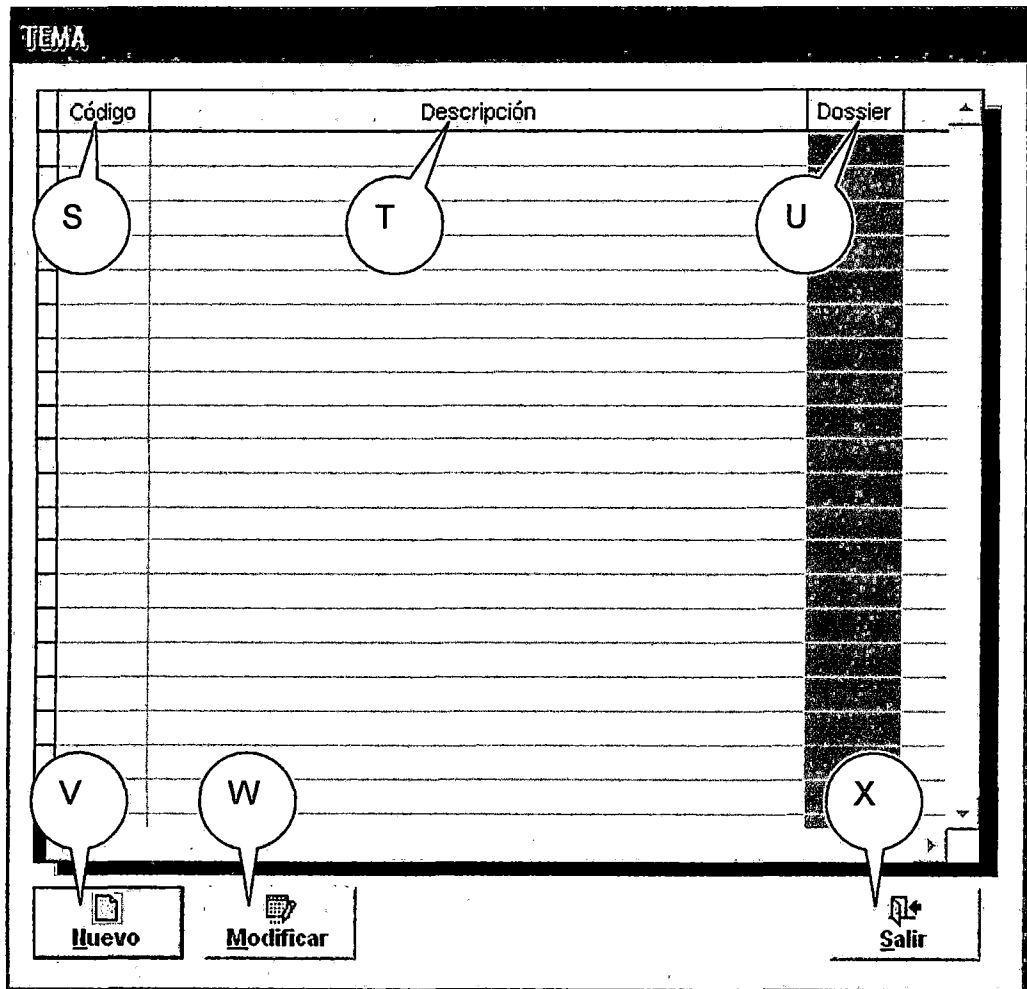 TEMA
Código Descripción Dossier
S T U
V W X
Nuevo Modificar Salir